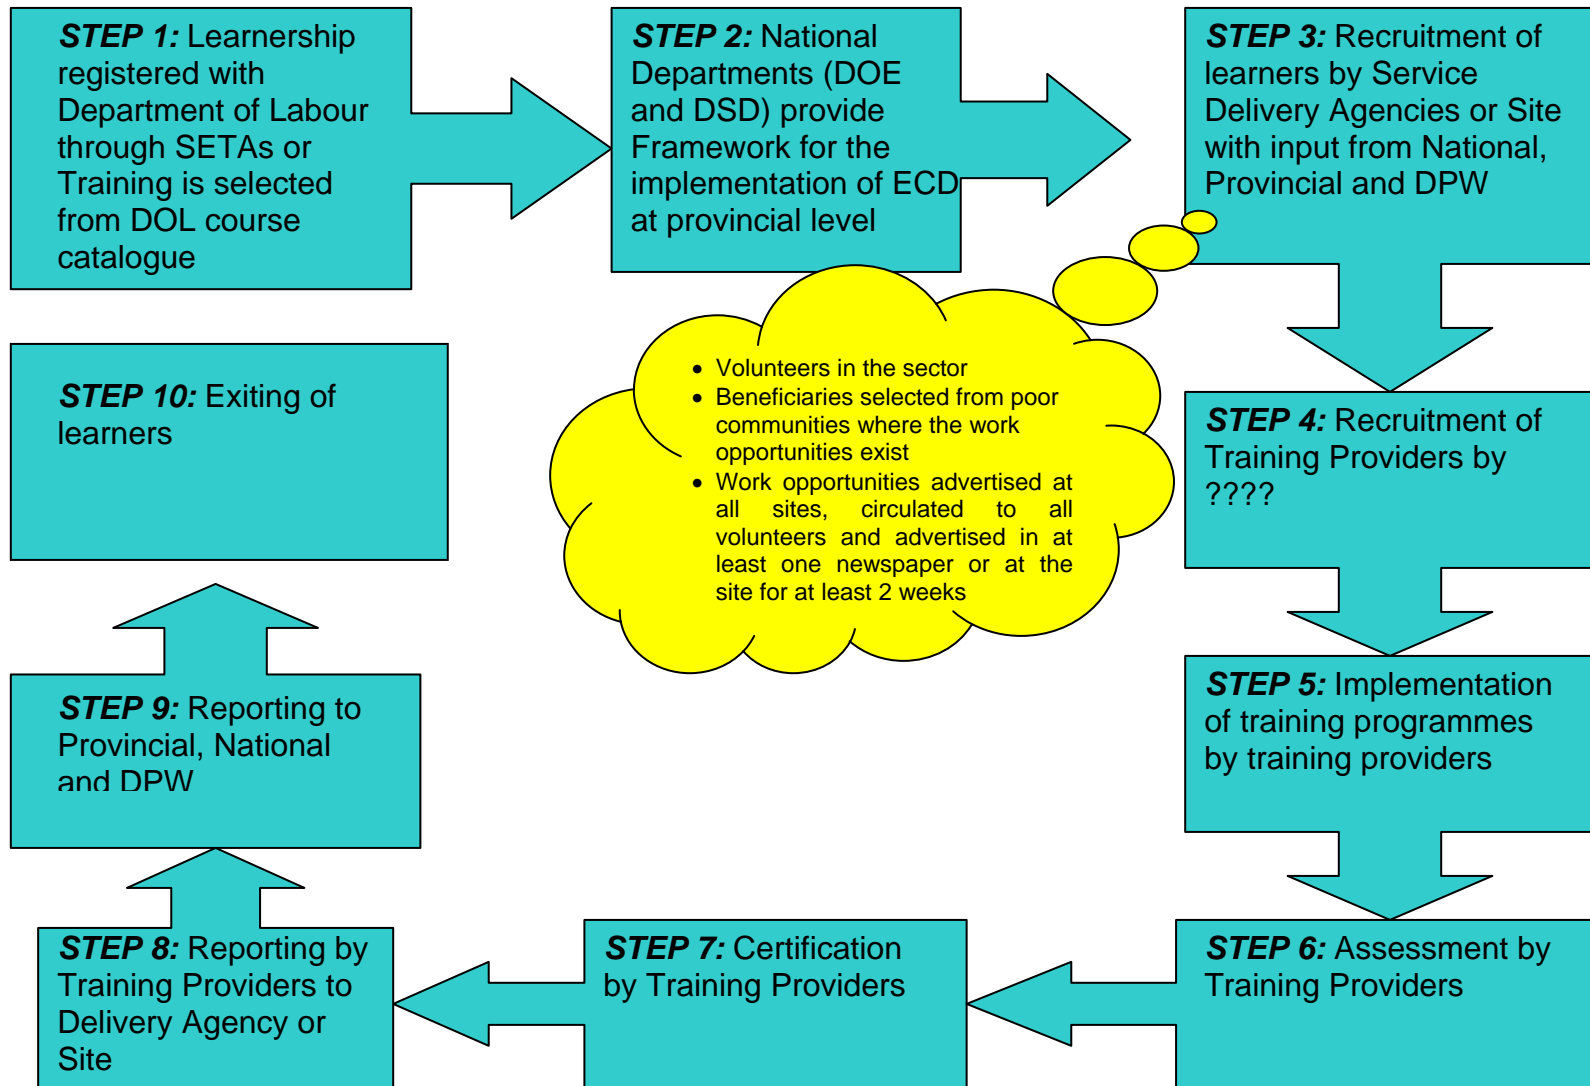 STEP 1: Learnership
registered with
Department of Labour
through SETAs or
Training is selected
from DOL course
catalogue
STEP 2: National
Departments (DOE
and DSD) provide
Framework for the
implementation of ECD
at provincial level
STEP 3: Recruitment of
learners by Service
Delivery Agencies or Site
with input from National,
Provincial and DPW
• Volunteers in the sector
• Beneficiaries selected from poor
communities where the work
opportunities exist
• Work opportunities advertised at
all sites, circulated to all
volunteers and advertised in at
least one newspaper or at the
site for at least 2 weeks
STEP 4: Recruitment of
Training Providers by
????
STEP 5: Implementation
of training programmes
by training providers
STEP 6: Assessment by
Training Providers
STEP 7: Certification
by Training Providers
STEP 8: Reporting by
Training Providers to
Delivery Agency or
Site
STEP 9: Reporting to
Provincial, National
and DPW
STEP 10: Exiting of
learners